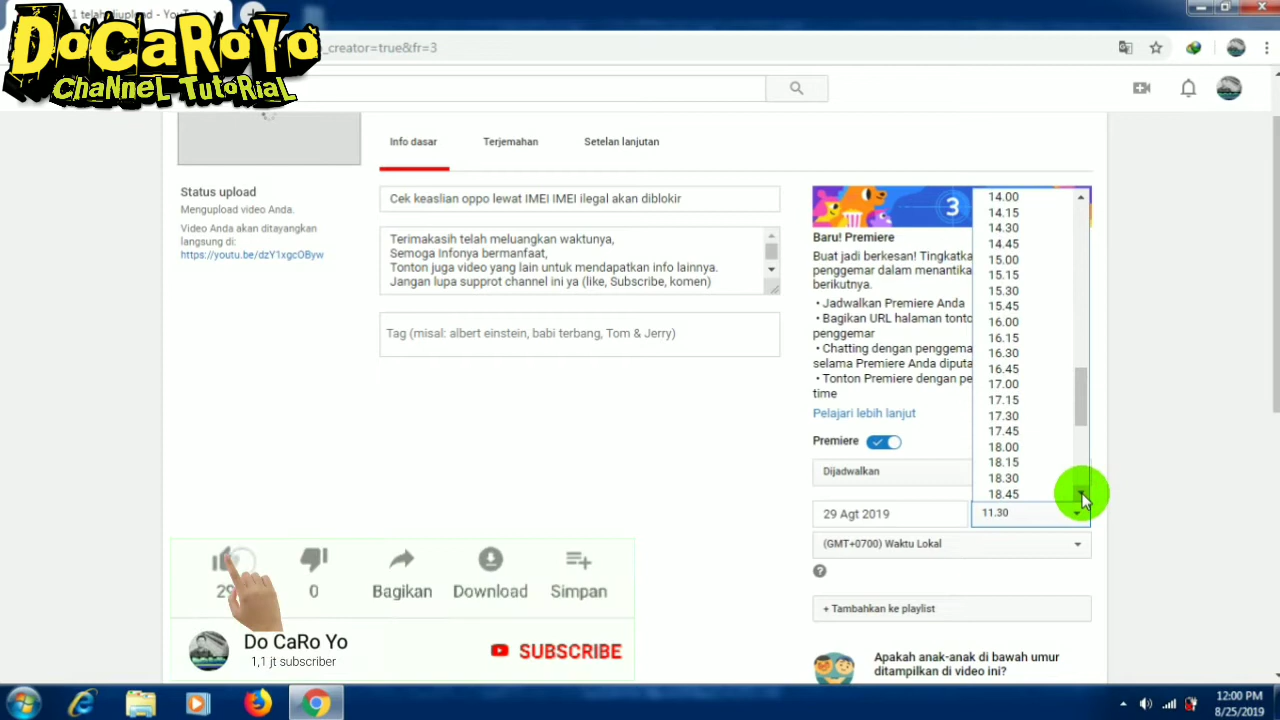 1 telah diupload - YouTu
DoCaRoYo
ChaNneL TuToRiaL
_creator=true&fr=3
Info dasar
Terjemahan
Setelan lanjutan
Status upload
Mengupload video Anda.
Video Anda akan ditayangkan
langsung di:
https://youtu.be/dzY1xgcOByw
Cek keaslian oppo lewat IMEI IMEI ilegal akan diblokir
Terimakasih telah meluangkan waktunya,
Semoga Infonya bermanfaat,
Tonton juga video yang lain untuk mendapatkan info lainnya.
Jangan lupa supprot channel ini ya (like, Subscribe, komen)
Tag (misal: albert einstein, babi terbang, Tom & Jerry)
3
Baru! Premiere
Buat jadi berkesan! Tingkatka
penggemar dalam menantika
berikutnya.
• Jadwalkan Premiere Anda
• Bagikan URL halaman tonto
penggemar
• Chatting dengan penggema
selama Premiere Anda diputa
• Tonton Premiere dengan pe
time
Pelajari lebih lanjut
Premiere
Dijadwalkan
29 Agt 2019
11.30
14.00
14.15
14.30
14.45
15.00
15.15
15.30
15.45
16.00
16.15
16.30
16.45
17.00
17.15
17.30
17.45
18.00
18.15
18.30
18.45
(GMT+0700) Waktu Lokal
?
+ Tambahkan ke playlist
Apakah anak-anak di bawah umur
ditampilkan di video ini?
29
0
Bagikan
Download
Simpan
Do CaRo Yo
1,1 jt subscriber
SUBSCRIBE
12:00 PM
8/25/2019